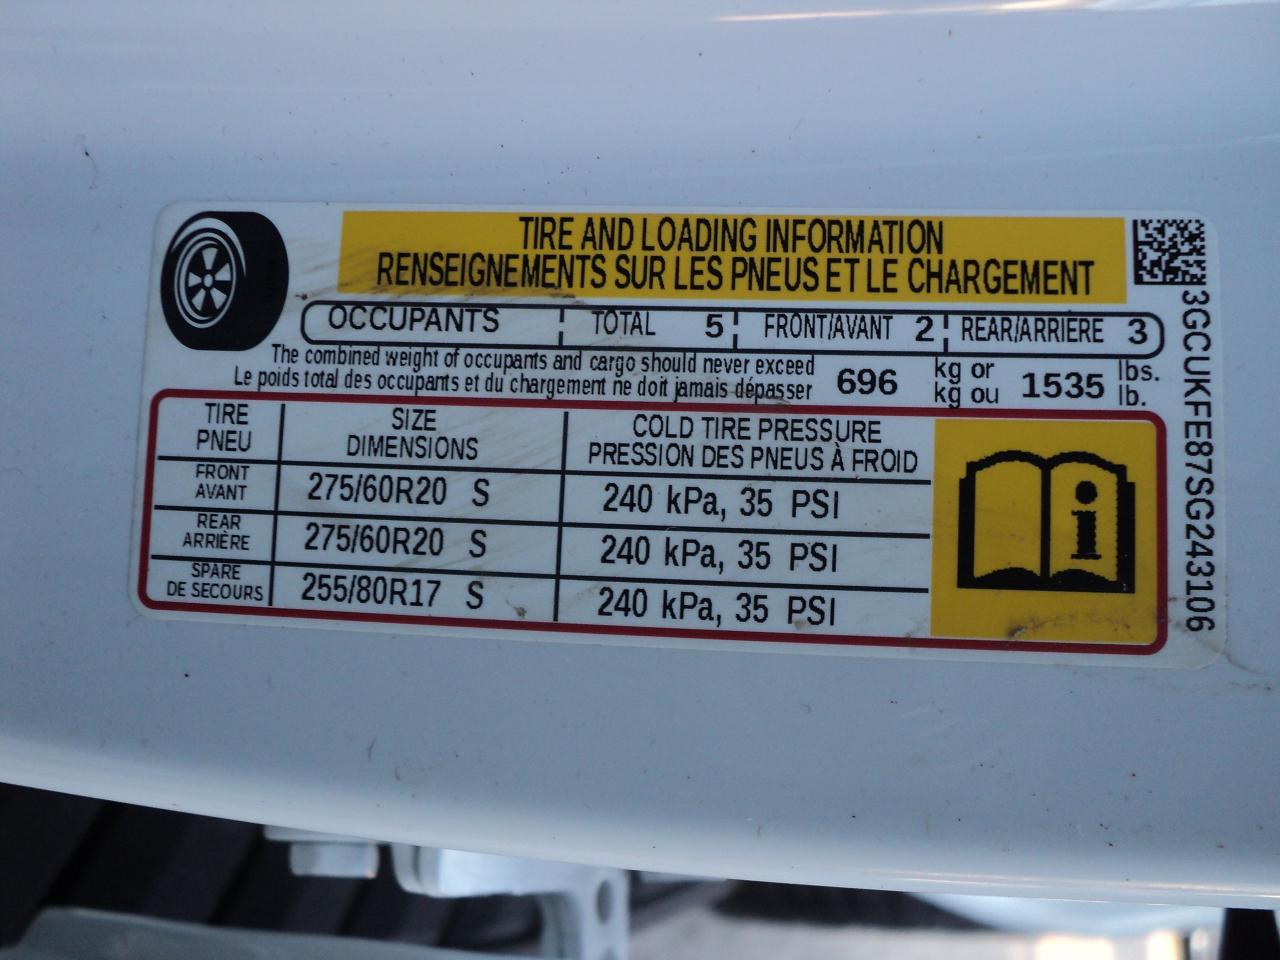 TIRE AND LOADING INFORMATION
RENSEIGNEMENTS SUR LES PNEUS ET LE CHARGEMENT
OCCUPANTS TOTAL 5 FRONT/AVANT 2 REAR/ARRIERE 3
The combined weight of occupants and cargo should never exceed
Le poids total des occupants et du chargement ne doit jamais dépasser
696 kg or 1535 lbs.
kg ou lb.
TIRE SIZE COLD TIRE PRESSURE
PNEU DIMENSIONS PRESSION DES PNEUS À FROID
FRONT
AVANT 275/60R20 S 240 kPa, 35 PSI
REAR
ARRIÈRE 275/60R20 S 240 kPa, 35 PSI
SPARE
DE SECOURS 255/80R17 S 240 kPa, 35 PSI
3GCUKFE87SG243106